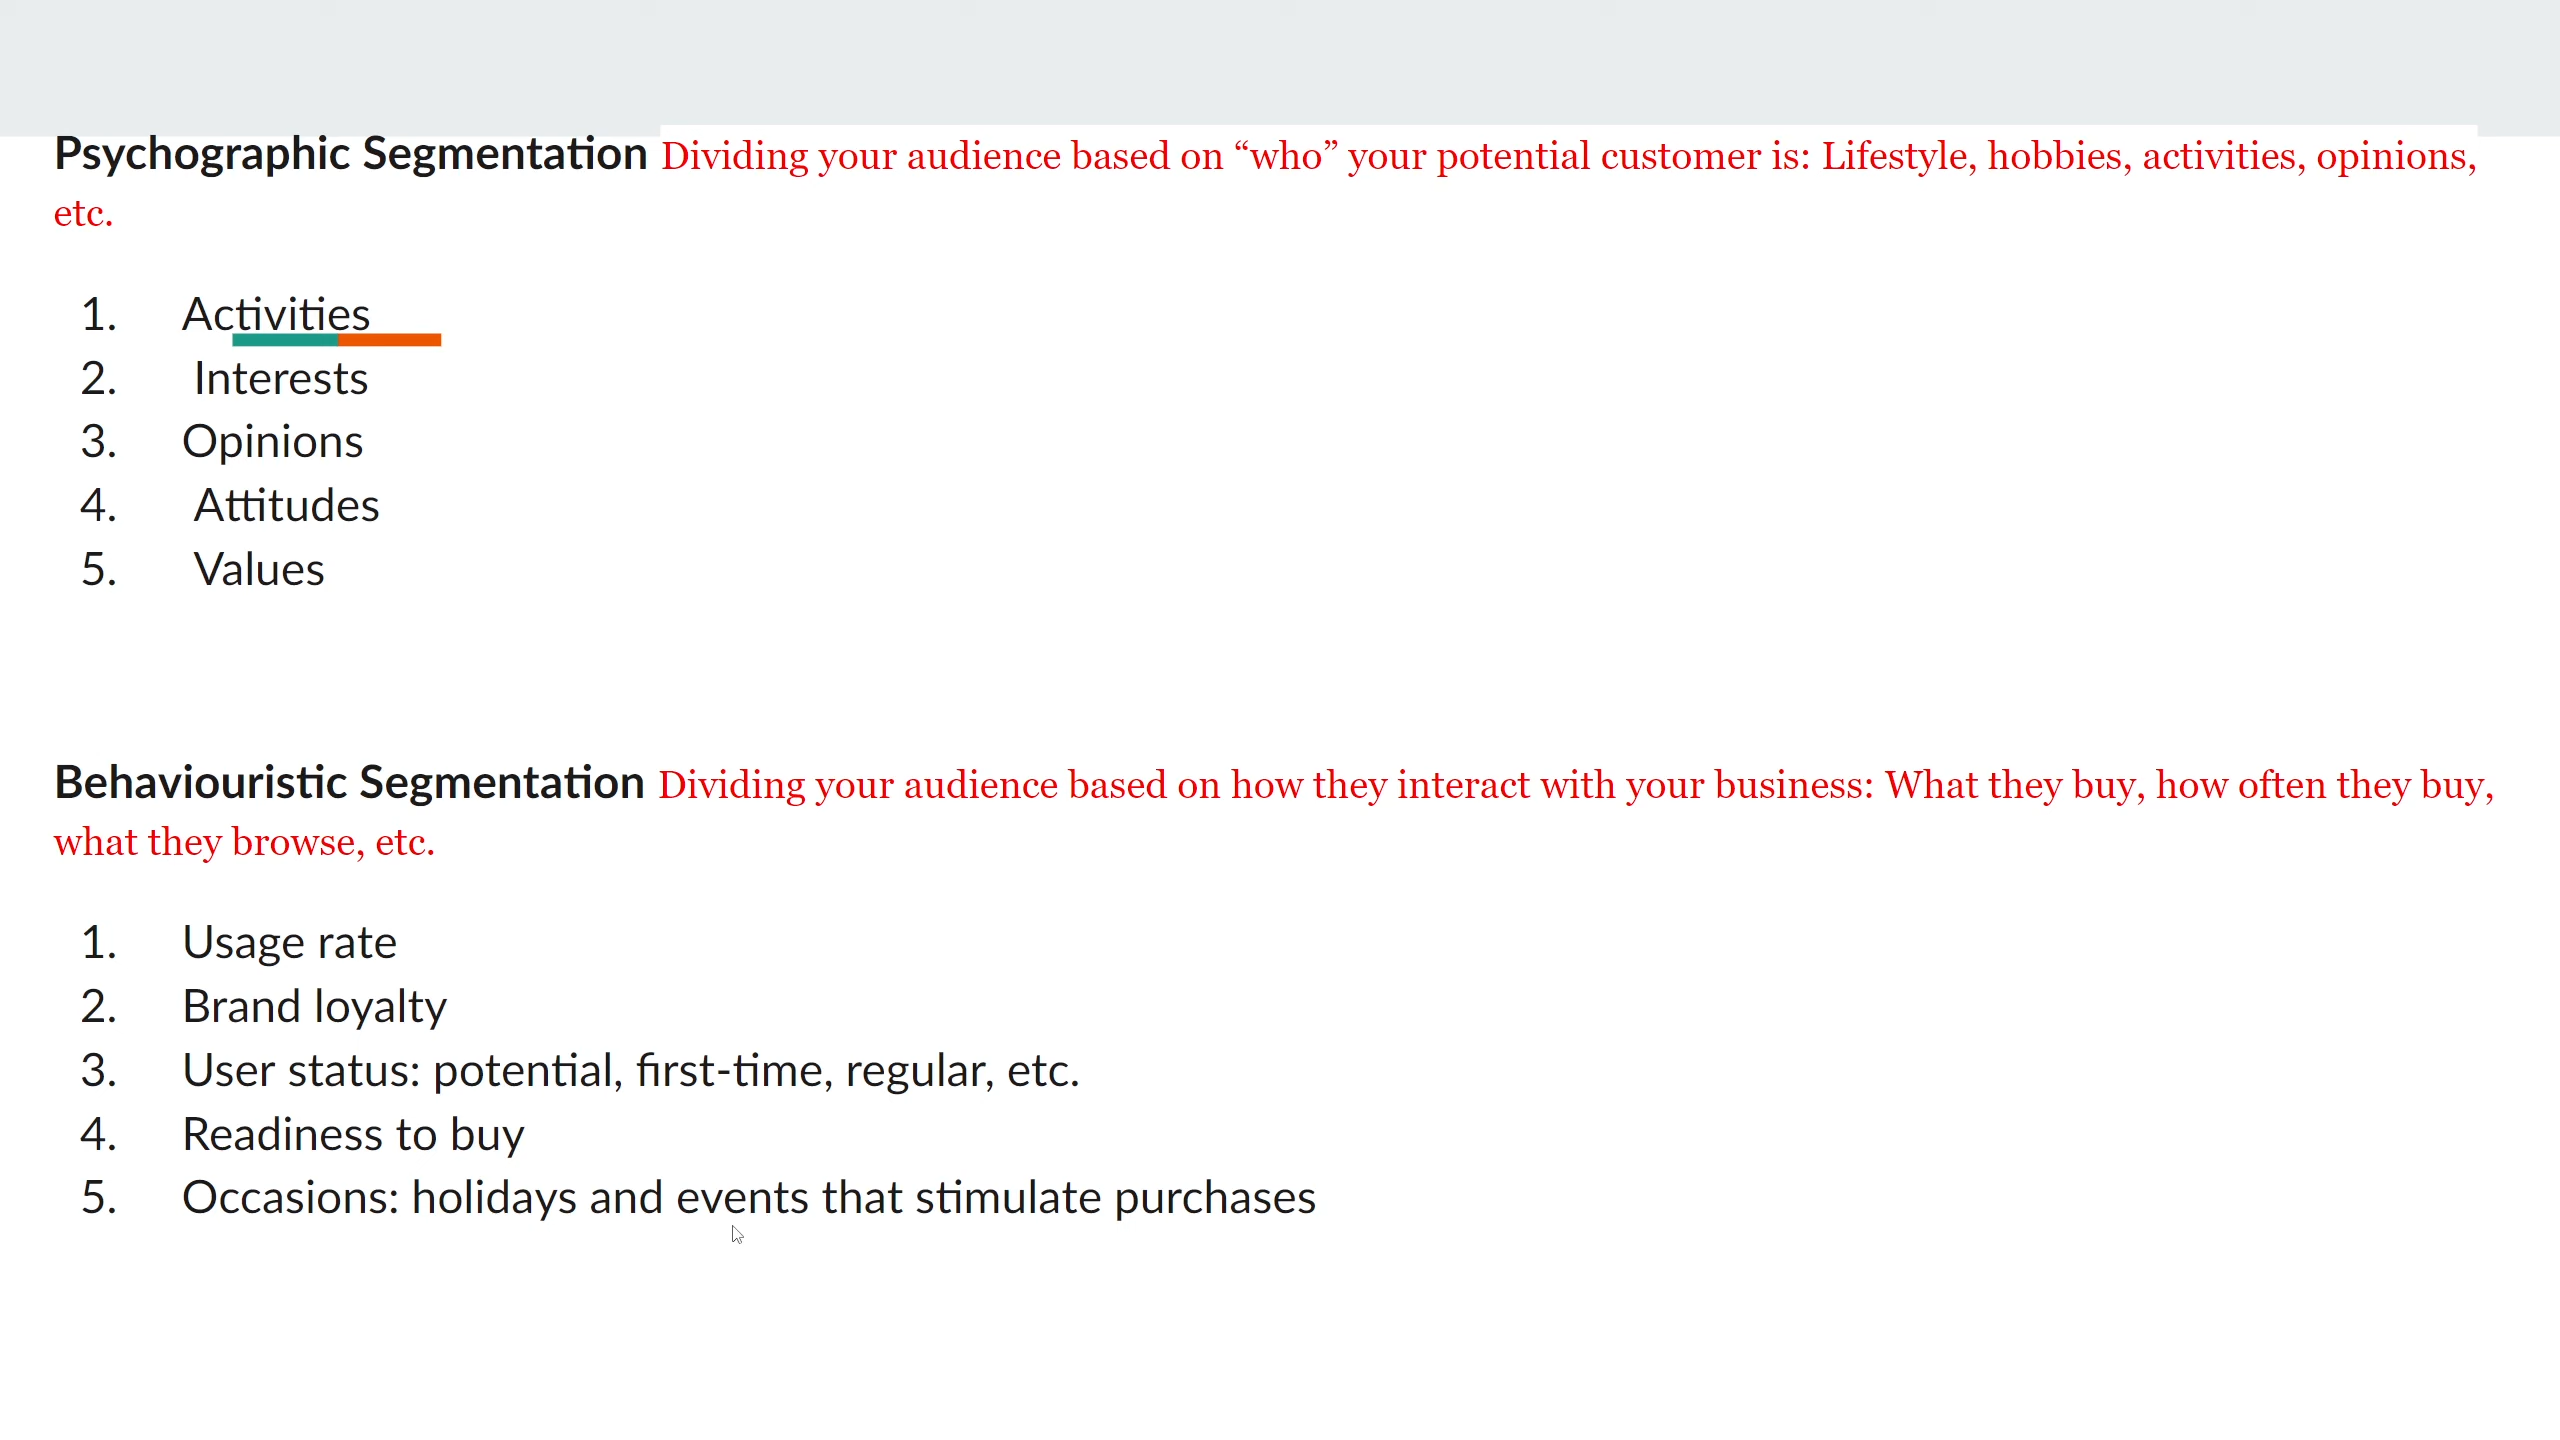 Psychographic Segmentation Dividing your audience based on “who” your potential customer is: Lifestyle, hobbies, activities, opinions,
etc.
1. Activities
2. Interests
3. Opinions
4. Attitudes
5. Values
Behaviouristic Segmentation Dividing your audience based on how they interact with your business: What they buy, how often they buy,
what they browse, etc.
1. Usage rate
2. Brand loyalty
3. User status: potential, first-time, regular, etc.
4. Readiness to buy
5. Occasions: holidays and events that stimulate purchases